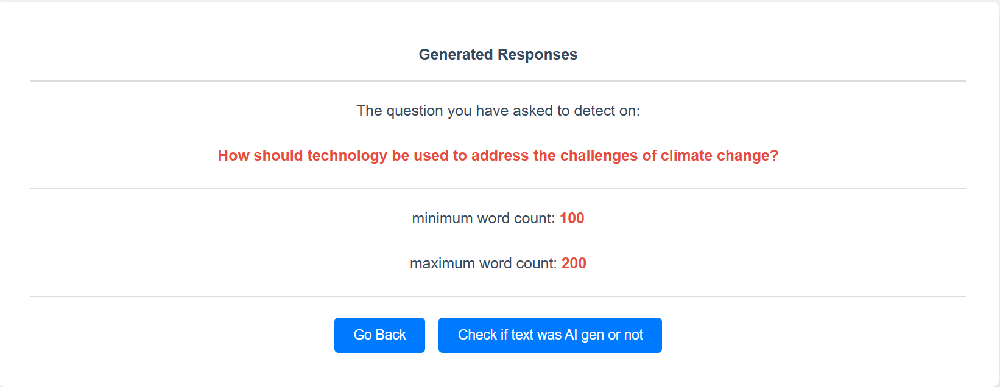 Generated Responses
The question you have asked to detect on:
How should technology be used to address the challenges of climate change?
minimum word count: 100
maximum word count: 200
Go Back
Check if text was AI gen or not